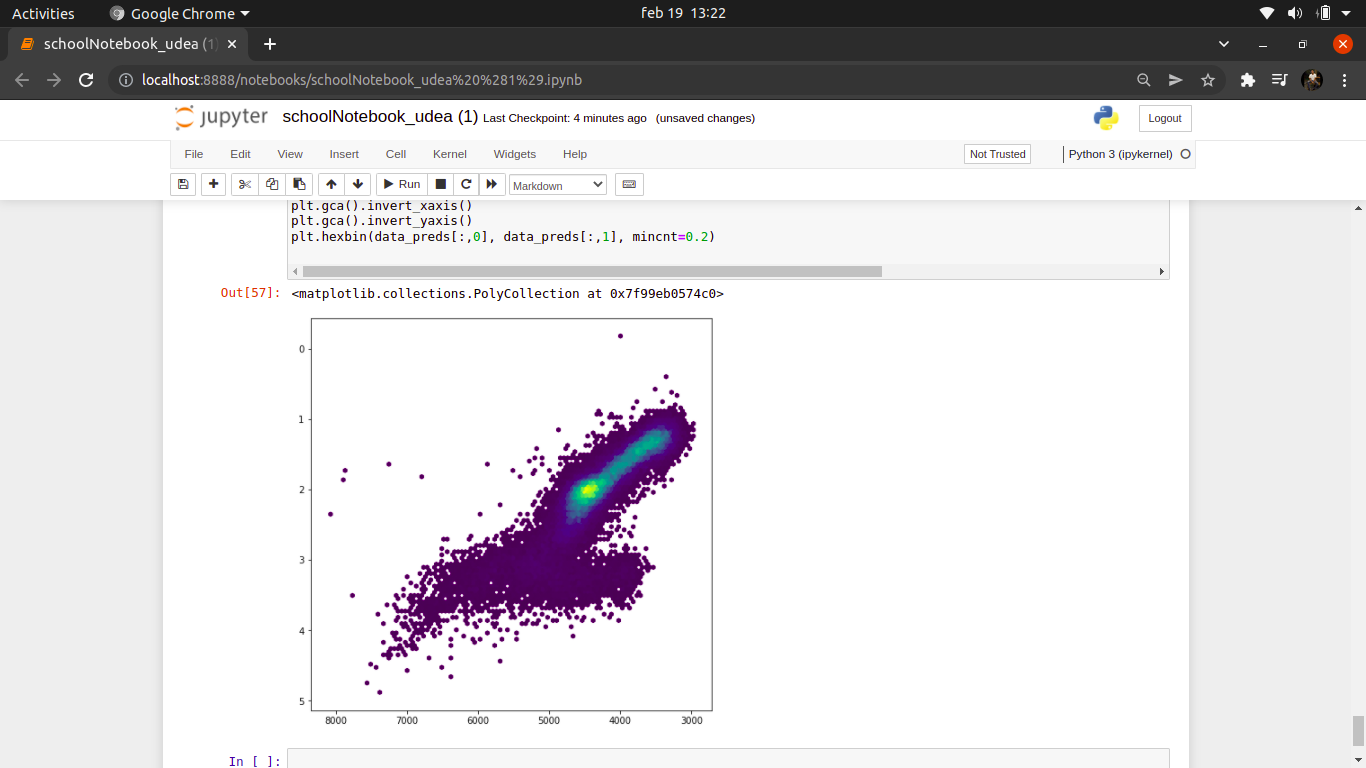 Activities
Google Chrome
feb 19 13:22
schoolNotebook_udea (1)
localhost:8888/notebooks/schoolNotebook_udea%20%281%29.ipynb
jupyter
schoolNotebook_udea (1) Last Checkpoint: 4 minutes ago (unsaved changes)
Logout
File Edit View Insert Cell Kernel Widgets Help
Not Trusted
Python 3 (ipykernel)
Run
Markdown
plt.gca().invert_xaxis()
plt.gca().invert_yaxis()
plt.hexbin(data_preds[:,0], data_preds[:,1], mincnt=0.2)
Out[57]: <matplotlib.collections.PolyCollection at 0x7f99eb0574c0>
0
1
2
3
4
5
8000 7000 6000 5000 4000 3000
In [ ]: